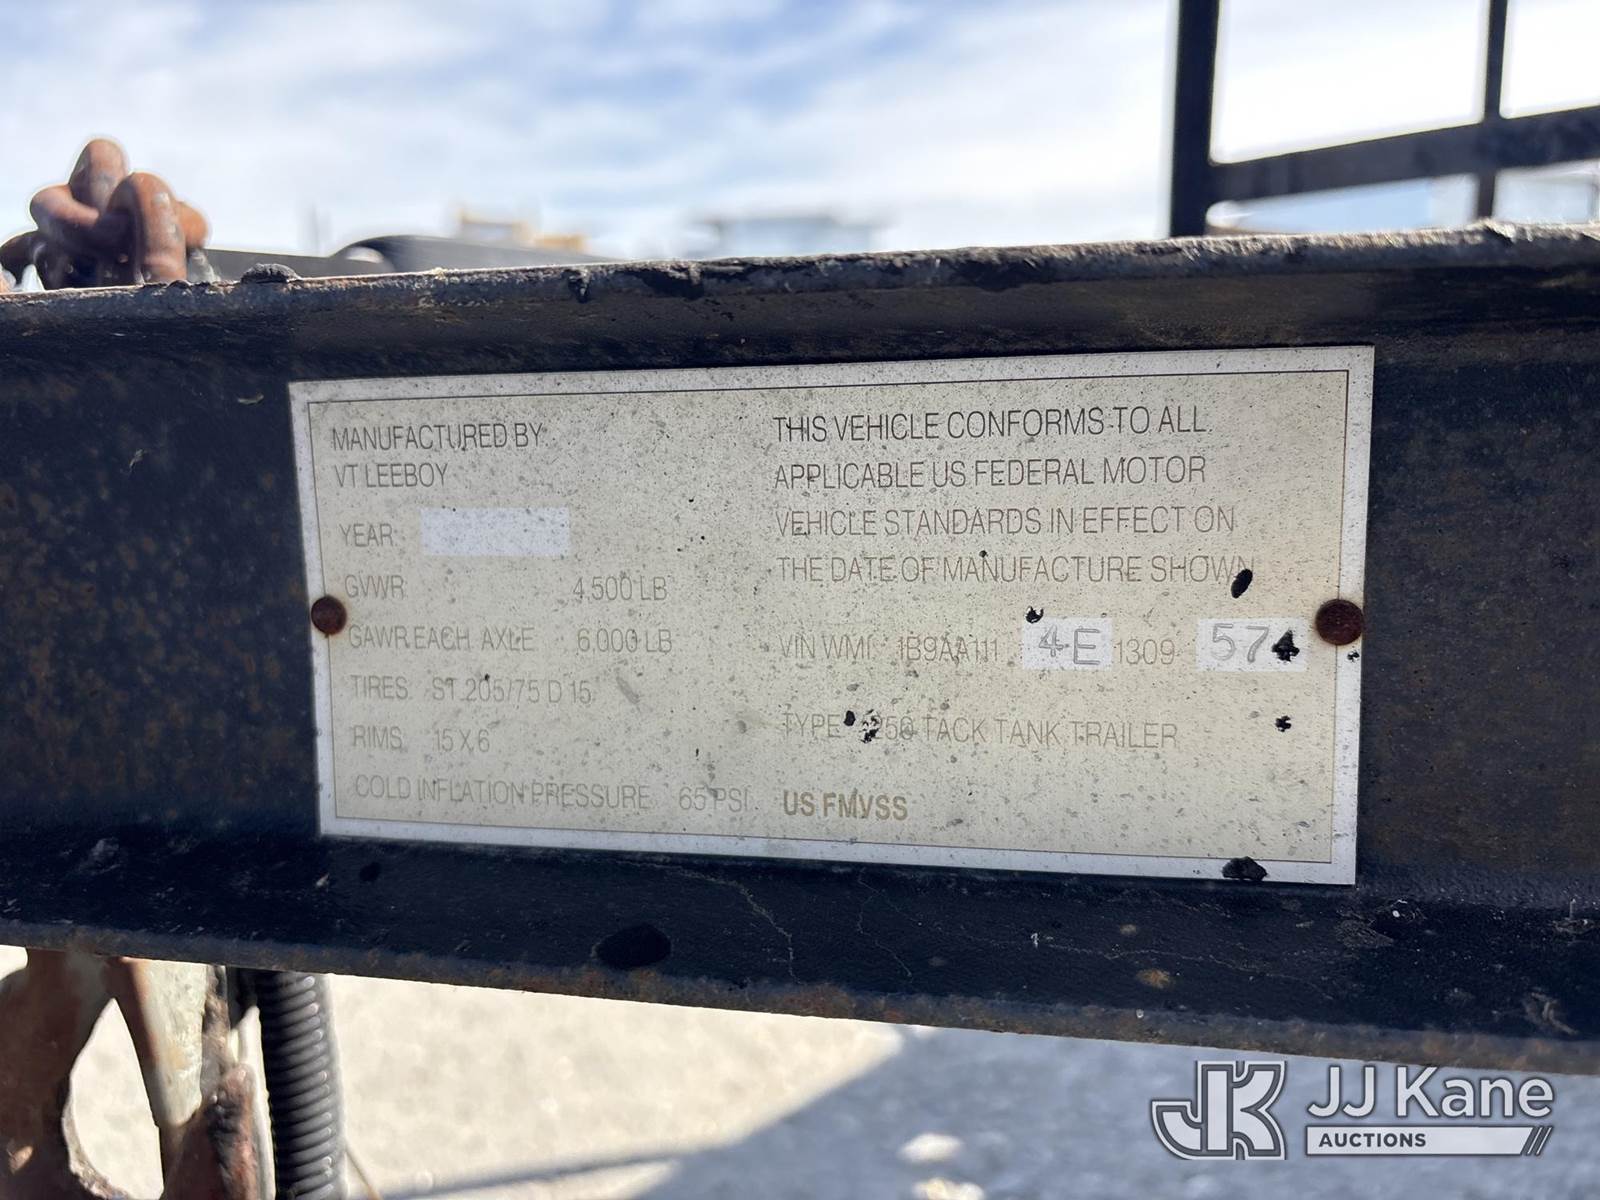 MANUFACTURED BY
VT LEEBOY
YEAR
GVWR 4,500 LB
GAWR EACH AXLE 6,000 LB
TIRES ST 205/75 D 15
RIMS 15 X 6
COLD INFLATION PRESSURE 65 PSI
THIS VEHICLE CONFORMS TO ALL
APPLICABLE US FEDERAL MOTOR
VEHICLE STANDARDS IN EFFECT ON
THE DATE OF MANUFACTURE SHOWN
VIN WMI 1B9AA111 4E 1309
TYPE 250 TACK TANK TRAILER
US FMVSS
JK JJ Kane
AUCTIONS